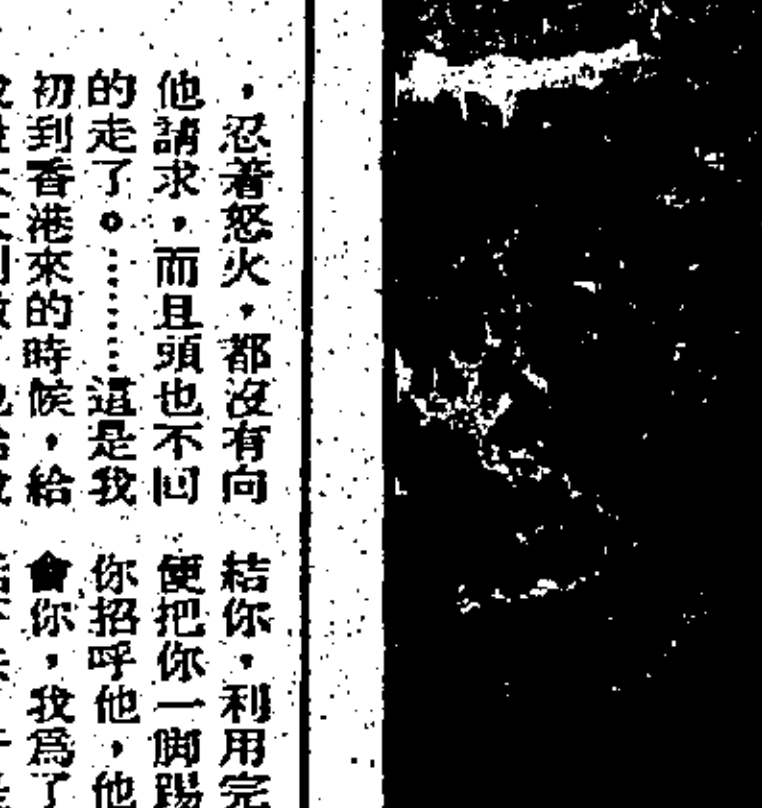 ，忍着怒火，都沒有向
他請求，而且頭也不回
的走了。…………這是我
初到香港來的時候，給
結你，利用完
便把你一脚踢
你招呼他，他
會你，我爲了